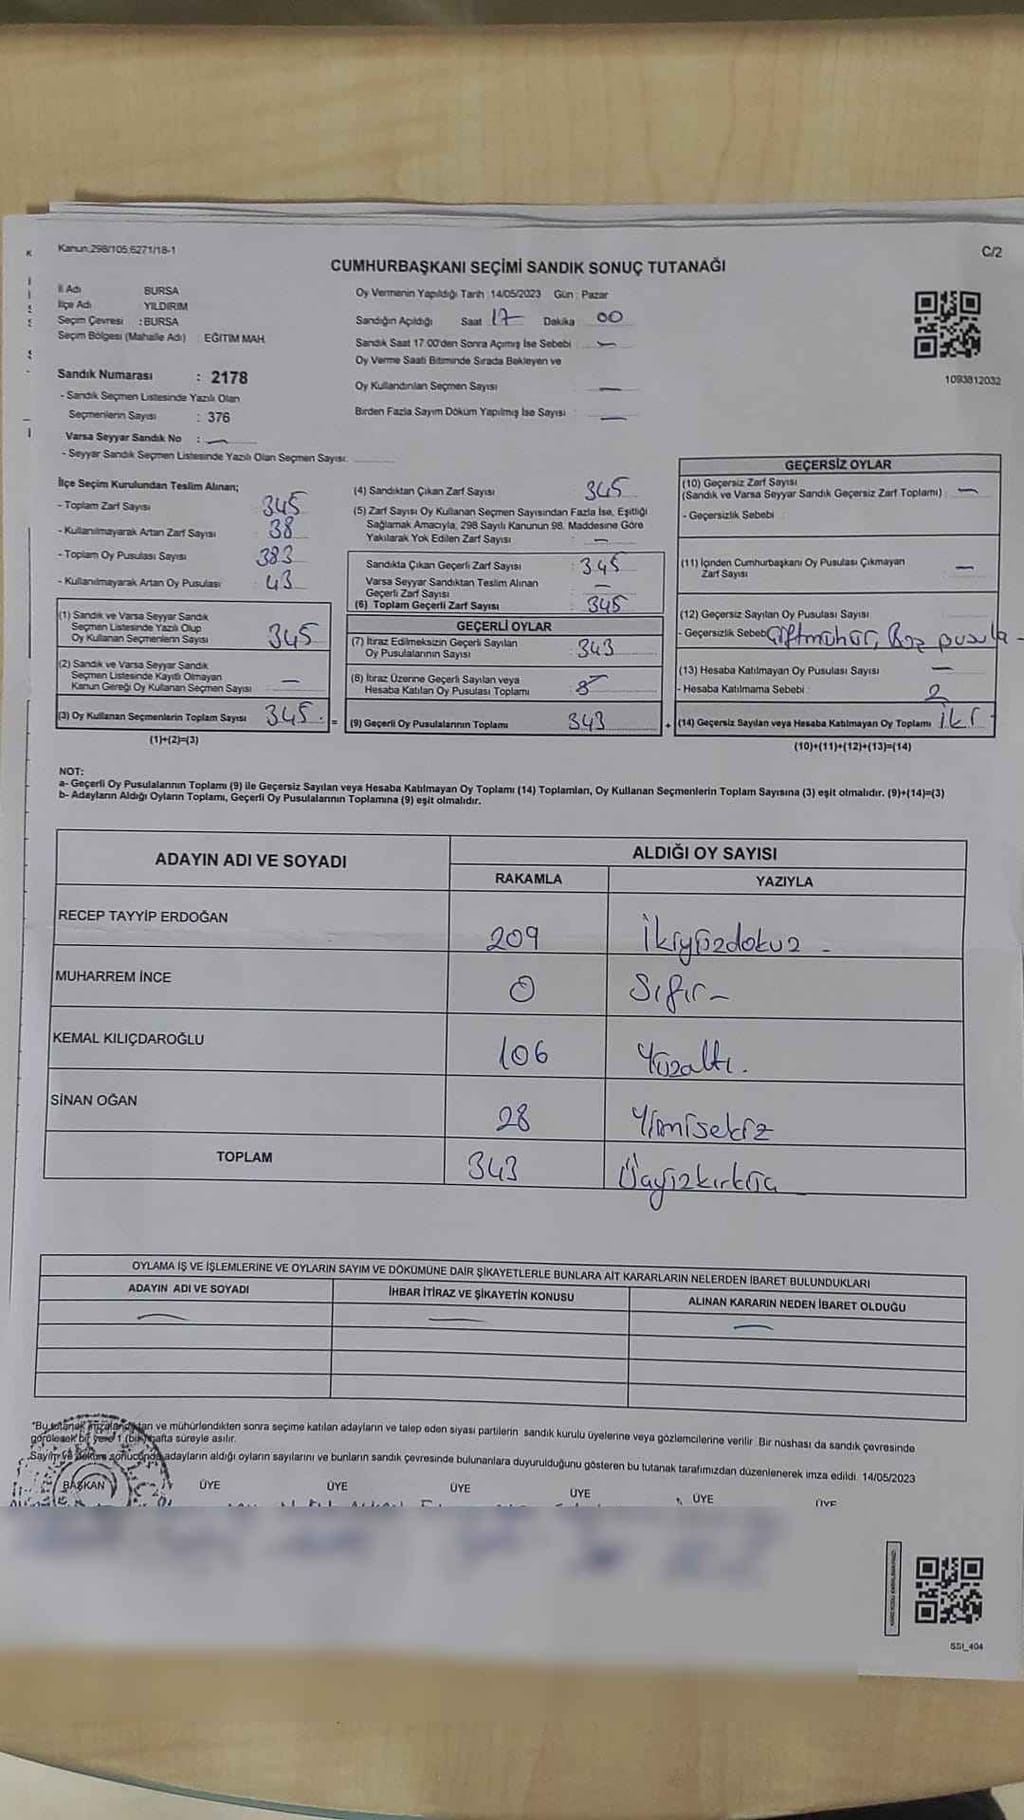 Kanun:298/105.6271/18-1
C/2
CUMHURBAŞKANI SEÇİMİ SANDIK SONUÇ TUTANAĞI
İl Adı BURSA
İlçe Adı YILDIRIM
Seçim Çevresi : BURSA
Seçim Bölgesi (Mahalle Adı) : EĞİTİM MAH.
Sandık Numarası : 2178
- Sandık Seçmen Listesinde Yazılı Olan
Seçmenlerin Sayısı : 376
Varsa Seyyar Sandık No : —
- Seyyar Sandık Seçmen Listesinde Yazılı Olan Seçmen Sayısı:
Oy Vermenin Yapıldığı Tarih : 14/05/2023 Gün : Pazar
Sandığın Açıldığı Saat 17 Dakika 00
Sandık Saat 17.00'den Sonra Açımış İse Sebebi : —
Oy Verme Saati Bitiminde Sırada Bekleyen ve
Oy Kullandırılan Seçmen Sayısı —
Birden Fazla Sayım Döküm Yapılmış İse Sayısı : —
1093812032
İlçe Seçim Kurulundan Teslim Alınan;
- Toplam Zarf Sayısı : 345
- Kullanılmayarak Artan Zarf Sayısı : 38
- Toplam Oy Pusulası Sayısı : 383
- Kullanılmayarak Artan Oy Pusulası : 43
(1) Sandık ve Varsa Seyyar Sandık
Seçmen Listesinde Yazılı Olup
Oy Kullanan Seçmenlerin Sayısı 345
(2) Sandık ve Varsa Seyyar Sandık
Seçmen Listesinde Kayıtlı Olmayan
Kanun Gereği Oy Kullanan Seçmen Sayısı —
(3) Oy Kullanan Seçmenlerin Toplam Sayısı 345 =
(1)+(2)=(3)
(4) Sandıktan Çıkan Zarf Sayısı 345
(5) Zarf Sayısı Oy Kullanan Seçmen Sayısından Fazla İse, Eşitliği
Sağlamak Amacıyla, 298 Sayılı Kanunun 98. Maddesine Göre
Yakılarak Yok Edilen Zarf Sayısı : —
Sandıkta Çıkan Geçerli Zarf Sayısı : 345
Varsa Seyyar Sandıktan Teslim Alınan
Geçerli Zarf Sayısı : —
(6) Toplam Geçerli Zarf Sayısı : 345
GEÇERLİ OYLAR
(7) İtiraz Edilmeksizin Geçerli Sayılan
Oy Pusulalarının Sayısı : 343
(8) İtiraz Üzerine Geçerli Sayılan veya
Hesaba Katılan Oy Pusulası Toplamı :
(9) Geçerli Oy Pusulalarının Toplamı 343 +
GEÇERSİZ OYLAR
(10) Geçersiz Zarf Sayısı
(Sandık ve Varsa Seyyar Sandık Geçersiz Zarf Toplamı) : —
- Geçersizlik Sebebi :
(11) İçinden Cumhurbaşkanı Oy Pusulası Çıkmayan
Zarf Sayısı : —
(12) Geçersiz Sayılan Oy Pusulası Sayısı :
- Geçersizlik Sebebi Çiftmühür, Boş pusula -
(13) Hesaba Katılmayan Oy Pusulası Sayısı : —
- Hesaba Katılmama Sebebi : 2
(14) Geçersiz Sayılan veya Hesaba Katılmayan Oy Toplamı İki -
(10)+(11)+(12)+(13)=(14)
NOT:
a- Geçerli Oy Pusulalarının Toplamı (9) ile Geçersiz Sayılan veya Hesaba Katılmayan Oy Toplamı (14) Toplamları, Oy Kullanan Seçmenlerin Toplam Sayısına (3) eşit olmalıdır. (9)+(14)=(3)
b- Adayların Aldığı Oyların Toplamı, Geçerli Oy Pusulalarının Toplamına (9) eşit olmalıdır.
ADAYIN ADI VE SOYADI
ALDIĞI OY SAYISI
RAKAMLA YAZIYLA
RECEP TAYYİP ERDOĞAN 209 İkiyüzdokuz -
MUHARREM İNCE 0 Sıfır -
KEMAL KILIÇDAROĞLU 106 Yüzaltı.
SİNAN OĞAN 28 Yirmisekiz
TOPLAM 343 Üçyüzkırküç
OYLAMA İŞ VE İŞLEMLERİNE VE OYLARIN SAYIM VE DÖKÜMÜNE DAİR ŞİKAYETLERLE BUNLARA AİT KARARLARIN NELERDEN İBARET BULUNDUKLARI
ADAYIN ADI VE SOYADI İHBAR İTİRAZ VE ŞİKAYETİN KONUSU ALINAN KARARIN NEDEN İBARET OLDUĞU
— — —
"Bu tutanak imzalandıktan ve mühürlendikten sonra seçime katılan adayların ve talep eden siyasi partilerin sandık kurulu üyelerine veya gözlemcilerine verilir. Bir nüshası da sandık çevresinde
görülecek bir yere 1 (bir) hafta süreyle asılır.
Sayım ve döküm sonucunda adayların aldığı oyların sayılarını ve bunların sandık çevresinde bulunanlara duyurulduğunu gösteren bu tutanak tarafımızdan düzenlenerek imza edildi. 14/05/2023
BAŞKAN ÜYE ÜYE ÜYE ÜYE ÜYE ÜYE
SSI_404